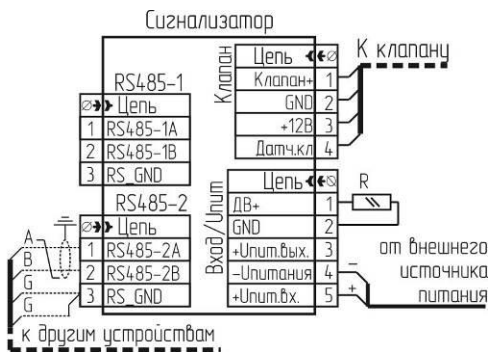 Сигнализатор
RS485-1
Цепь
1 RS485-1A
2 RS485-1B
3 RS_GND
RS485-2
Цепь
1 RS485-2A
2 RS485-2B
3 RS_GND
A
B
G
G
к другим устройствам
Клапан
Цепь
Клапан+ 1
GND 2
+12В 3
Датч.кл 4
К клапану
Вход/Uпит
Цепь
ДВ+ 1
GND 2
+Uпит.вых. 3
-Uпитания 4
+Uпит.вх. 5
R
от внешнего
источника
питания
−
+